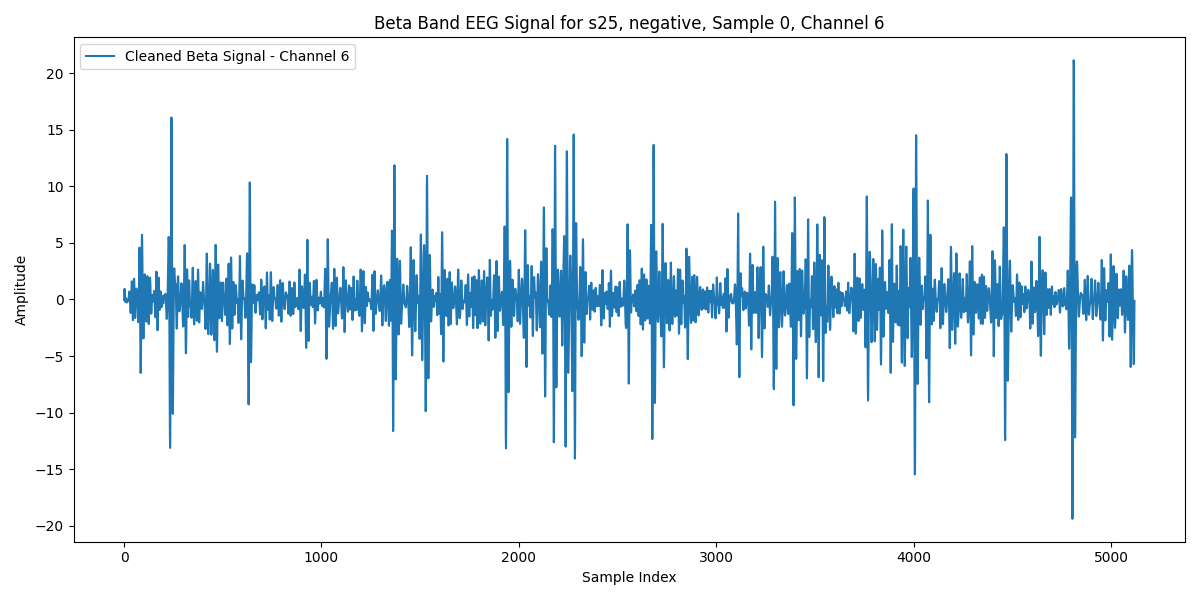 Beta Band EEG Signal for s25, negative, Sample 0, Channel 6
Cleaned Beta Signal - Channel 6
20
15
10
5
0
−5
−10
−15
−20
Amplitude
0 1000 2000 3000 4000 5000
Sample Index